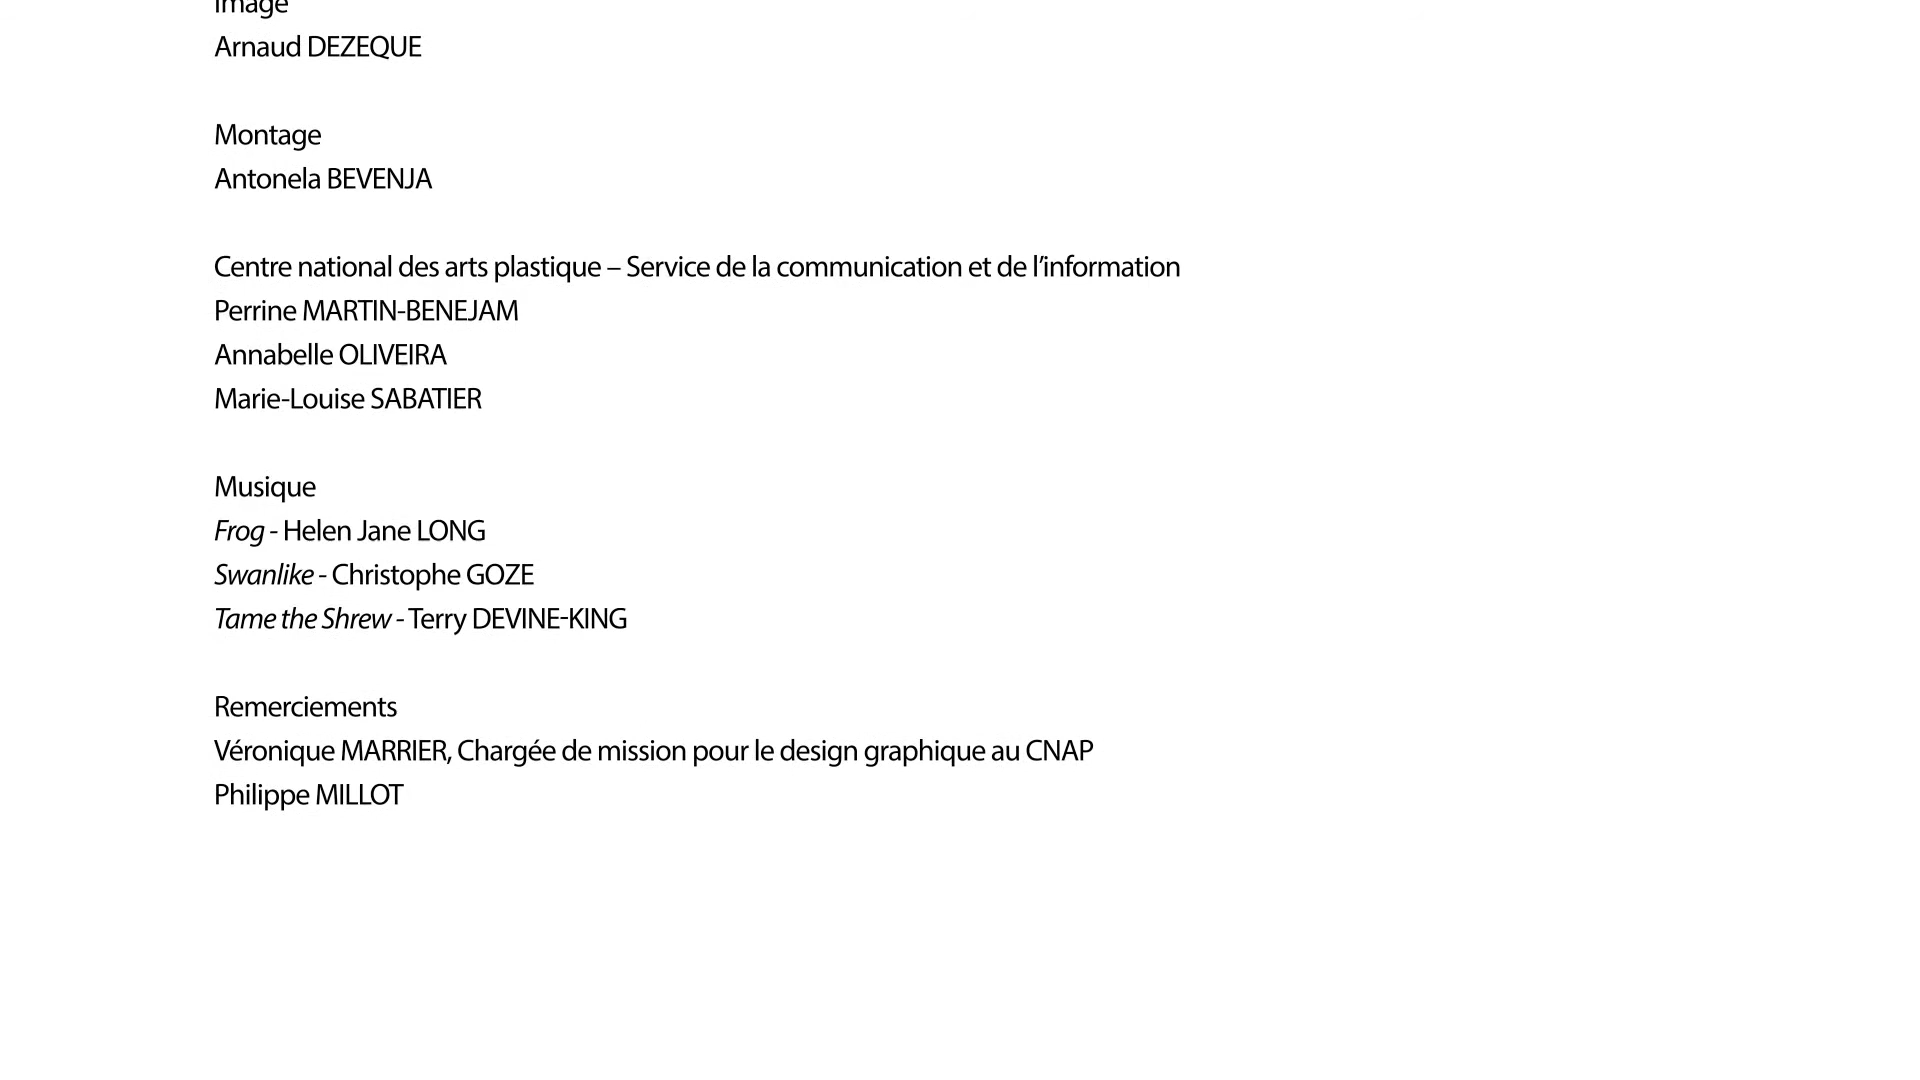 Image
Arnaud DEZEQUE
Montage
Antonela BEVENJA
Centre national des arts plastique – Service de la communication et de l’information
Perrine MARTIN-BENEJAM
Annabelle OLIVEIRA
Marie-Louise SABATIER
Musique
Frog - Helen Jane LONG
Swanlike - Christophe GOZE
Tame the Shrew - Terry DEVINE-KING
Remerciements
Véronique MARRIER, Chargée de mission pour le design graphique au CNAP
Philippe MILLOT